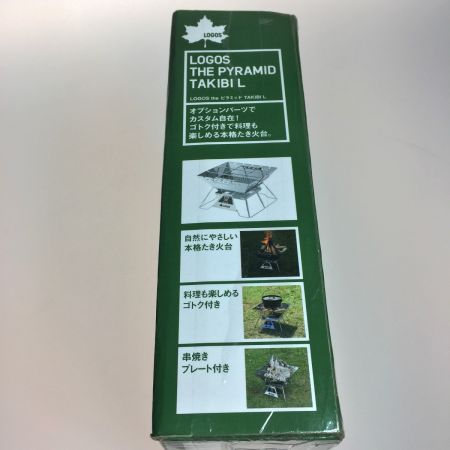 LOGOS
LOGOS
THE PYRAMID
TAKIBI L
LOGOS the ピラミッド TAKIBI L
オプションパーツで
カスタム自在！
ゴトク付きで料理も
楽しめる本格たき火台。
自然にやさしい
本格たき火台
料理も楽しめる
ゴトク付き
串焼き
プレート付き